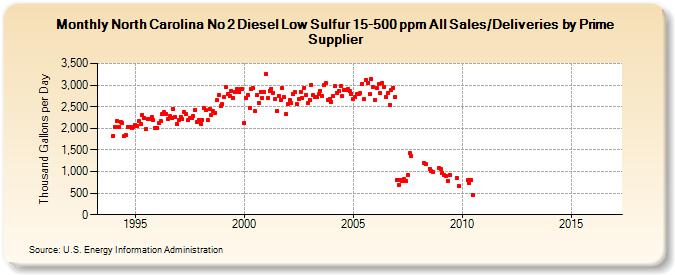 Monthly North Carolina No 2 Diesel Low Sulfur 15-500 ppm All Sales/Deliveries by Prime
Supplier
Thousand Gallons per Day
3,500
3,000
2,500
2,000
1,500
1,000
500
0
1995 2000 2005 2010 2015
Source: U.S. Energy Information Administration